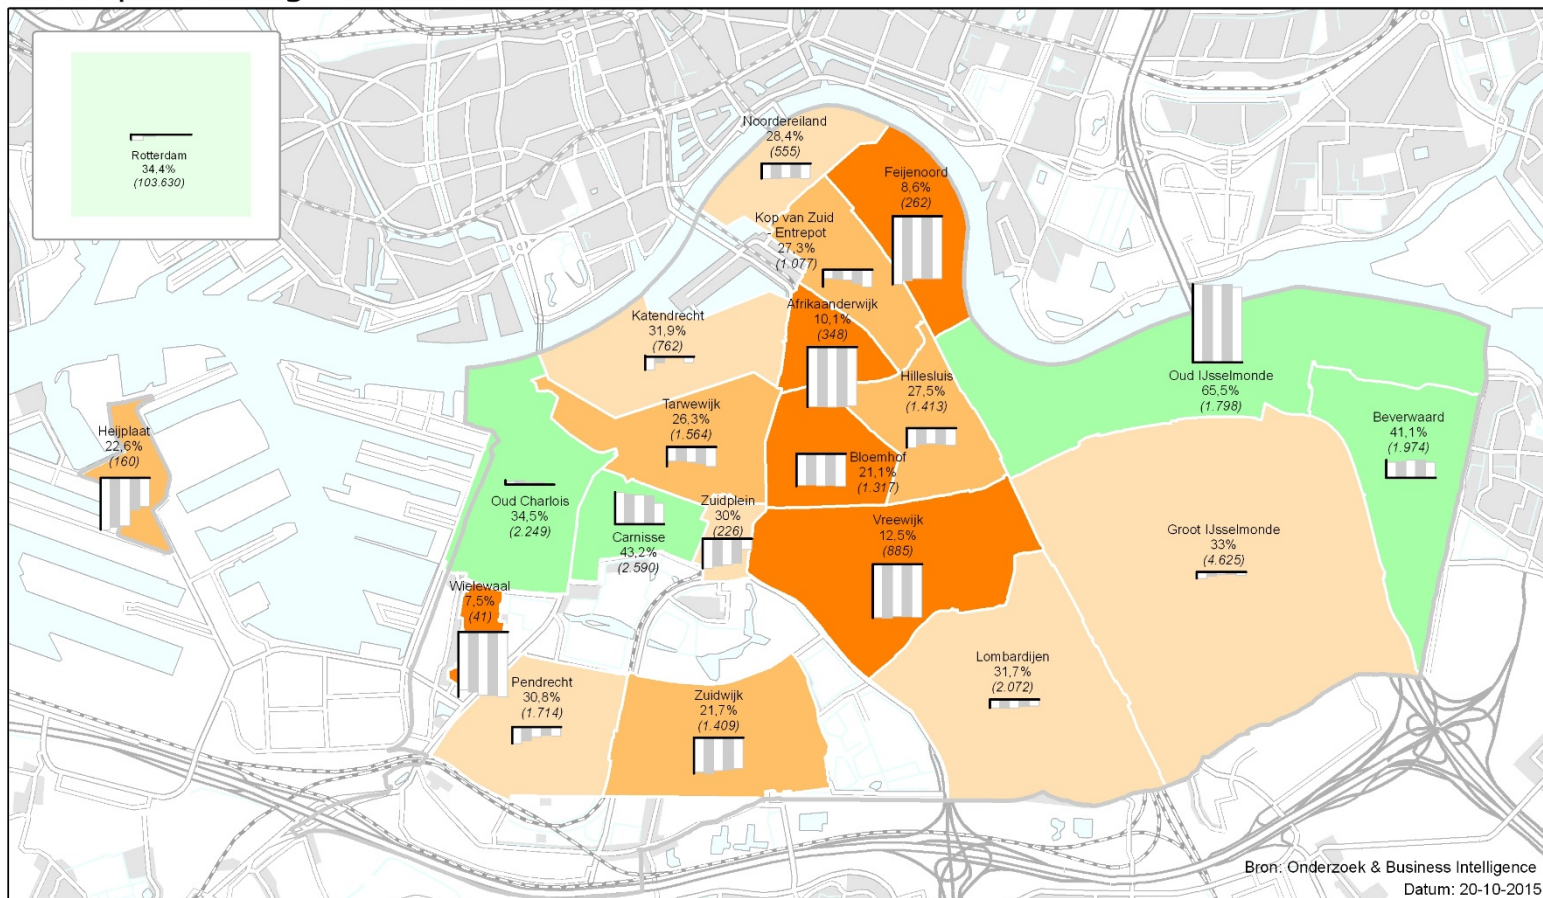 Rotterdam
34,4%
(103.630)
Noordereiland
28,4%
(555)
Feijenoord
8,6%
(262)
Kop van Zuid
- Entrepot
27,3%
(1.077)
Afrikaanderwijk
10,1%
(348)
Katendrecht
31,9%
(762)
Hillesluis
27,5%
(1.413)
Oud IJsselmonde
65,5%
(1.798)
Beverwaard
41,1%
(1.974)
Tarwewijk
26,3%
(1.564)
Heijplaat
22,6%
(160)
Bloemhof
21,1%
(1.317)
Oud Charlois
34,5%
(2.249)
Carnisse
43,2%
(2.590)
Zuidplein
30%
(226)
Vreewijk
12,5%
(885)
Groot IJsselmonde
33%
(4.625)
Wielewaal
7,5%
(41)
Pendrecht
30,8%
(1.714)
Zuidwijk
21,7%
(1.409)
Lombardijen
31,7%
(2.072)
Bron: Onderzoek & Business Intelligence
Datum: 20-10-2015